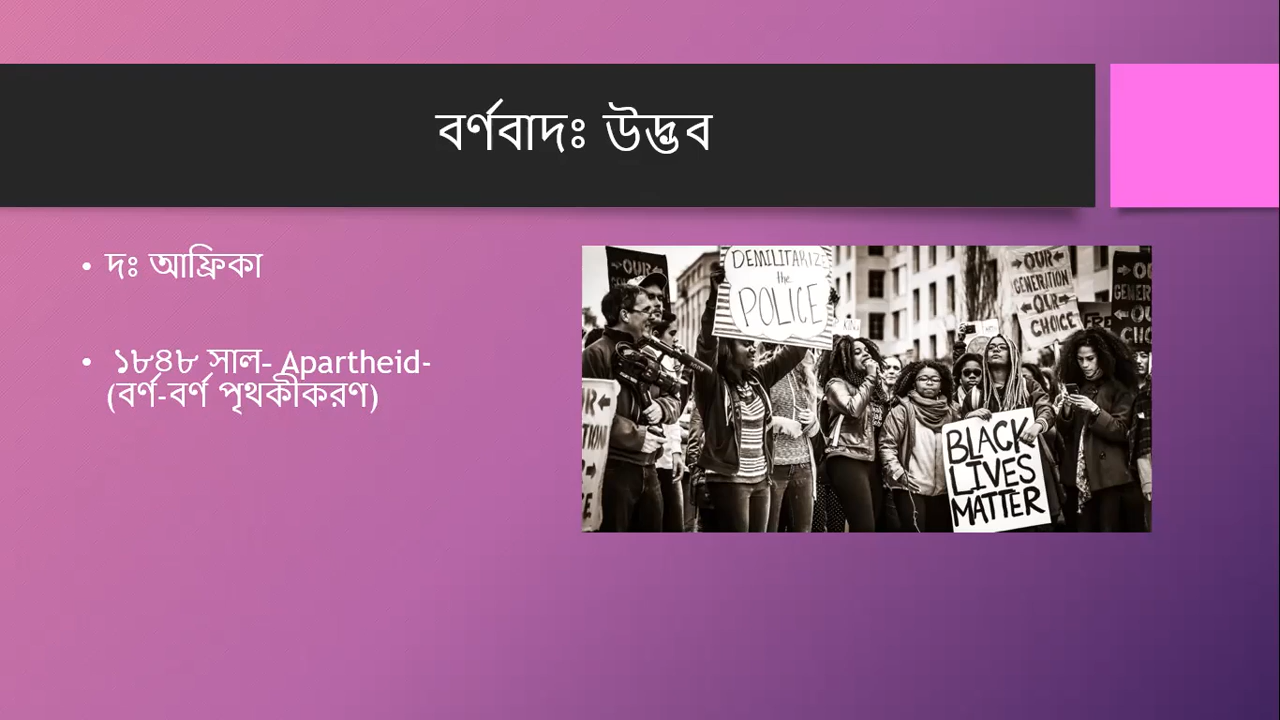 বর্ণবাদঃ উদ্ভব
• দঃ আফ্রিকা
• ১৮৪৮ সাল- Apartheid-
(বর্ণ-বর্ণ পৃথকীকরণ)
OUR
DEMILITARIZE
the
POLICE
OUR
GENERATION
OUR
CHOICE
BLACK
LIVES
MATTER